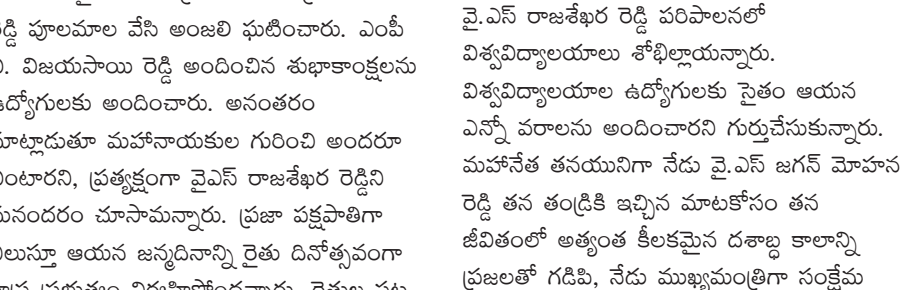 పూలమాల వేసి అంజలి ఘటించారు. ఎంపీ
విజయసాయి రెడ్డి అందించిన శుభాకాంక్షలను
ఉద్యోగులకు అందించారు. అనంతరం
మాట్లాడుతూ మహానాయకుల గురించి అందరూ
వింటారని, ప్రత్యక్షంగా వైఎస్ రాజశేఖర రెడ్డిని
మనందరం చూసామన్నారు. ప్రజా పక్షపాతిగా
నిలుస్తూ ఆయన జన్మదినాన్ని రైతు దినోత్సవంగా
వై.ఎస్ రాజశేఖర రెడ్డి పరిపాలనలో
విశ్వవిద్యాలయాలు శోభిల్లాయన్నారు.
విశ్వవిద్యాలయాల ఉద్యోగులకు సైతం ఆయన
ఎన్నో వరాలను అందించారని గుర్తుచేసుకున్నారు.
మహానేత తనయునిగా నేడు వై.ఎస్ జగన్ మోహన
రెడ్డి తన తండ్రికి ఇచ్చిన మాటకోసం తన
జీవితంలో అత్యంత కీలకమైన దశాబ్ద కాలాన్ని
ప్రజలతో గడిపి, నేడు ముఖ్యమంత్రిగా సంక్షేమ